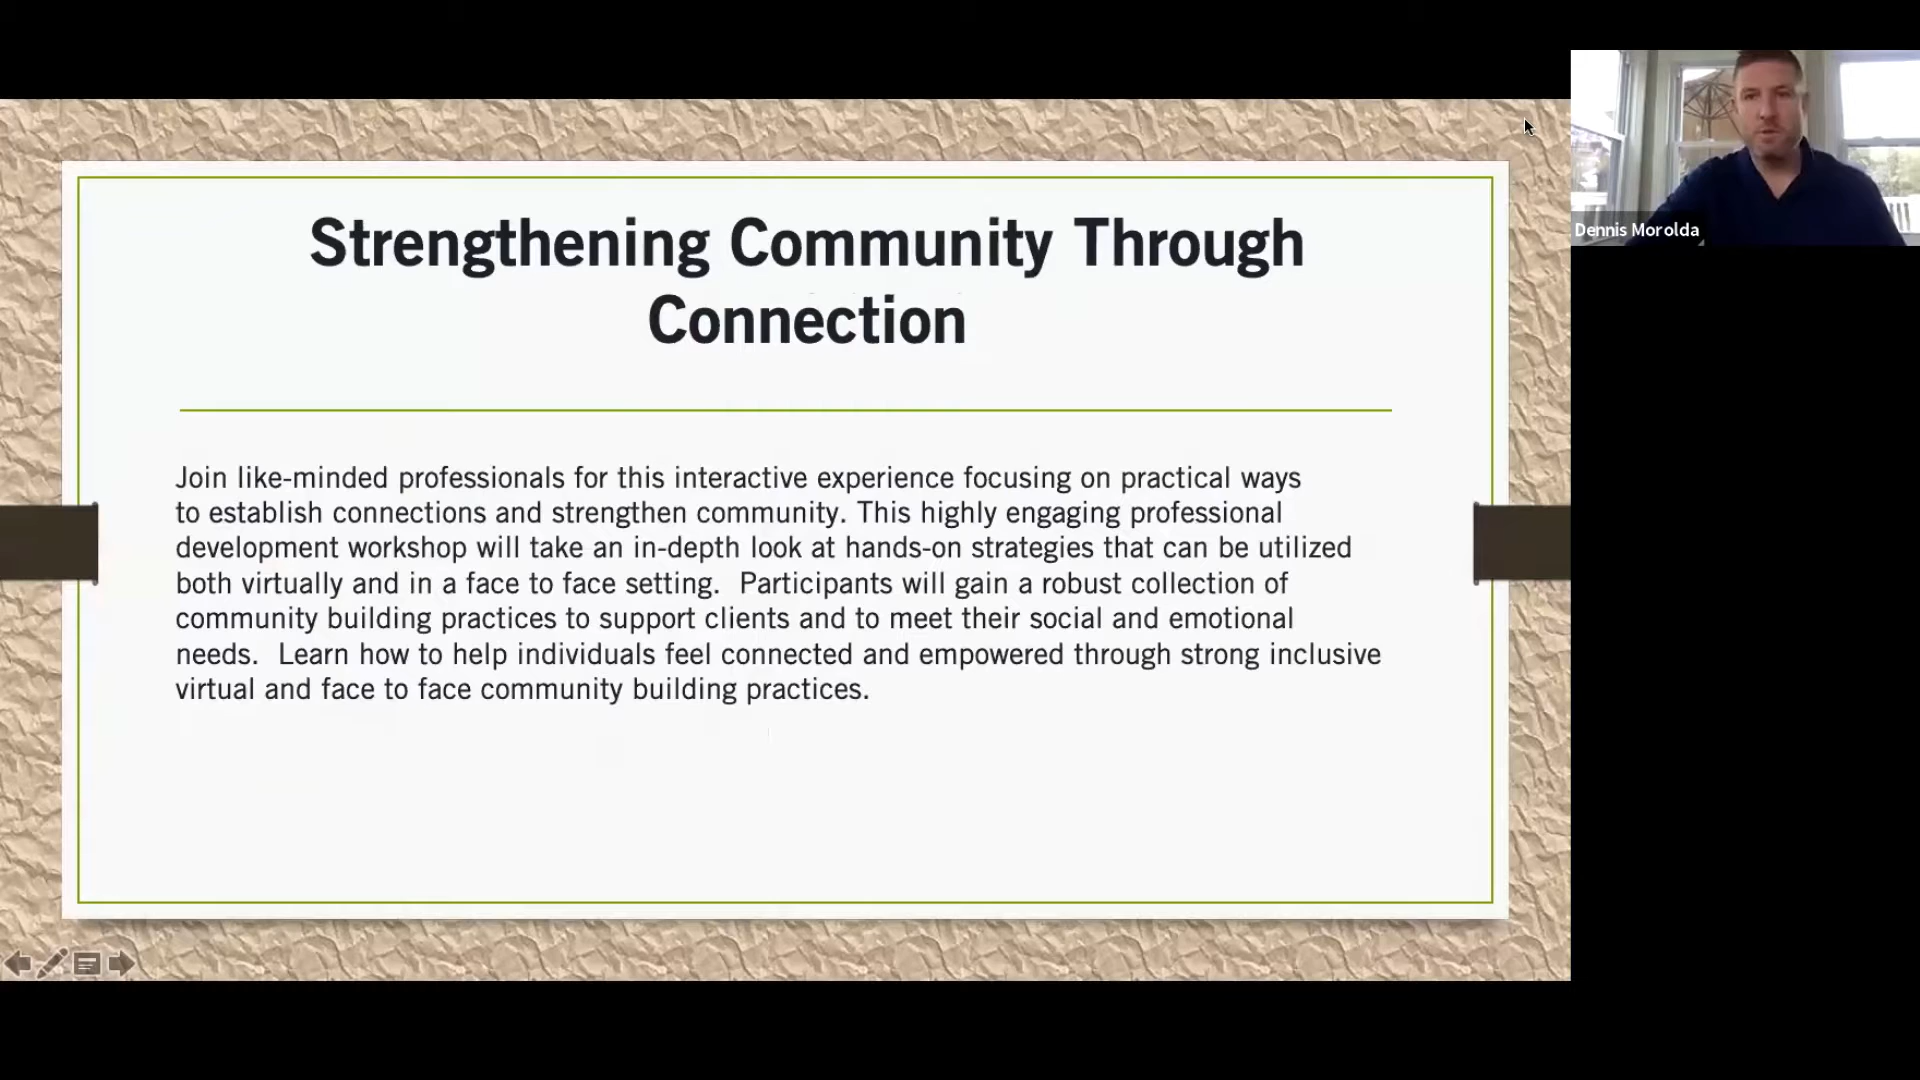 Strengthening Community Through
Connection
Join like-minded professionals for this interactive experience focusing on practical ways
to establish connections and strengthen community. This highly engaging professional
development workshop will take an in-depth look at hands-on strategies that can be utilized
both virtually and in a face to face setting.  Participants will gain a robust collection of
community building practices to support clients and to meet their social and emotional
needs.  Learn how to help individuals feel connected and empowered through strong inclusive
virtual and face to face community building practices.
Dennis Morolda